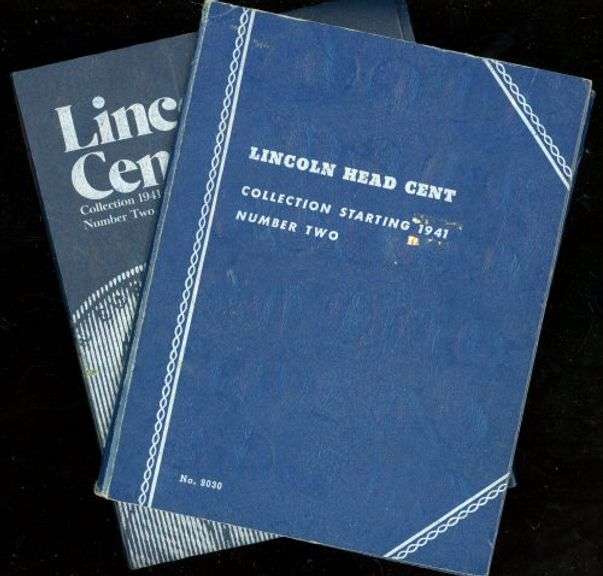 Linc
Cen
Collection 1941
Number Two
LINCOLN HEAD CENT
COLLECTION STARTING 1941
NUMBER TWO
No. 9030